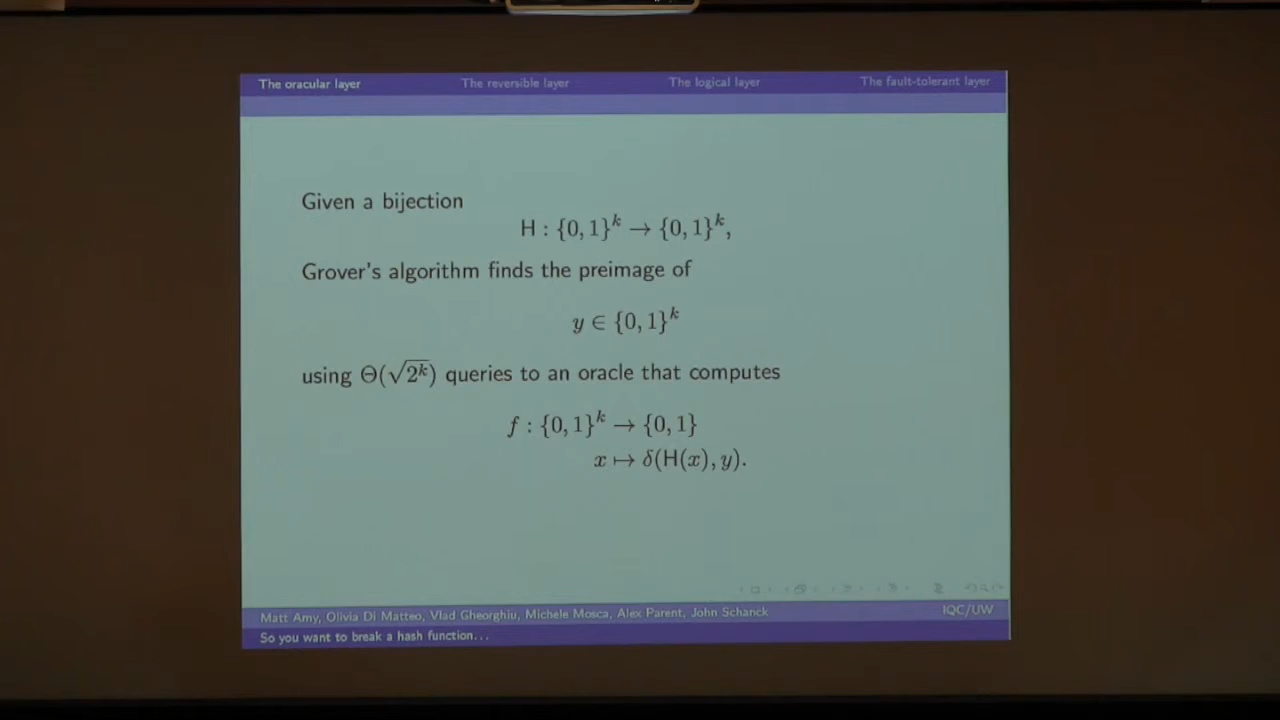 The oracular layer The reversible layer The logical layer The fault-tolerant layer
Given a bijection
H : {0, 1}^k → {0, 1}^k,
Grover's algorithm finds the preimage of
y ∈ {0, 1}^k
using Θ(√2^k) queries to an oracle that computes
f : {0, 1}^k → {0, 1}
x ↦ δ(H(x), y).
Matt Amy, Olivia Di Matteo, Vlad Gheorghiu, Michele Mosca, Alex Parent, John Schanck IQC/UW
So you want to break a hash function...